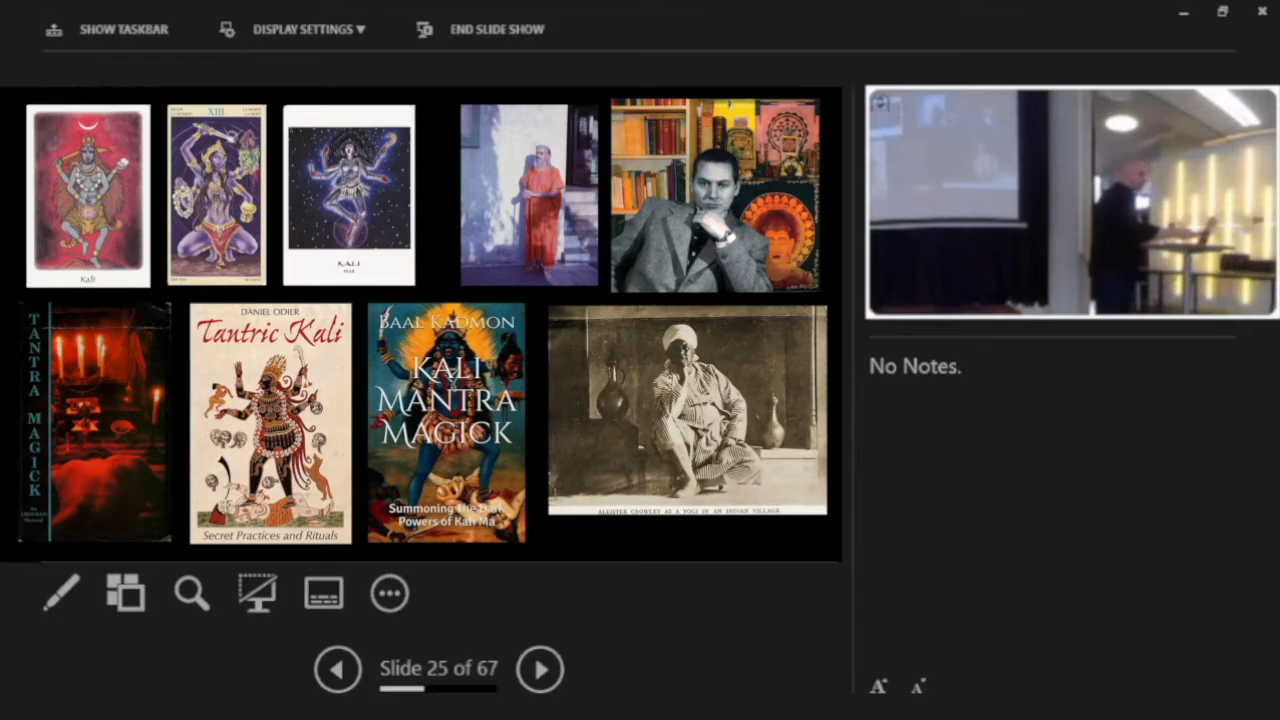 SHOW TASKBAR
DISPLAY SETTINGS ▼
END SLIDE SHOW
Kali
XIII
KALI
FEAR
TANTRA MAGICK
DANIEL ODIER
Tantric Kali
Secret Practices and Rituals
BAAL KADMON
KALI
MANTRA
MAGICK
Summoning The Dark
Powers of Kali Ma
ALEISTER CROWLEY AS A YOGI IN AN INDIAN VILLAGE
No Notes.
Slide 25 of 67
A A